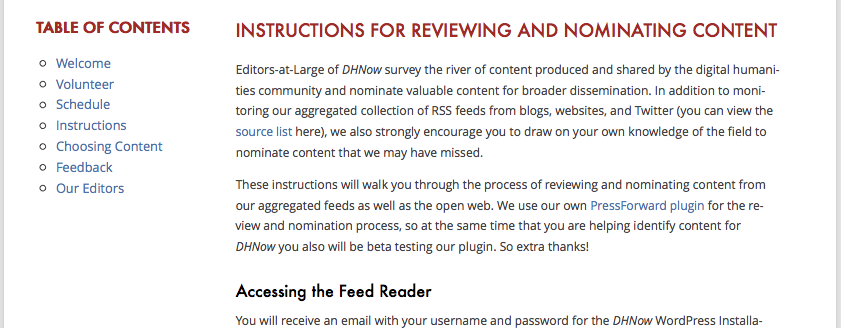 TABLE OF CONTENTS
Welcome
Volunteer
Schedule
Instructions
Choosing Content
Feedback
Our Editors
INSTRUCTIONS FOR REVIEWING AND NOMINATING CONTENT
Editors-at-Large of DHNow survey the river of content produced and shared by the digital humani-
ties community and nominate valuable content for broader dissemination. In addition to moni-
toring our aggregated collection of RSS feeds from blogs, websites, and Twitter (you can view the
source list here), we also strongly encourage you to draw on your own knowledge of the field to
nominate content that we may have missed.
These instructions will walk you through the process of reviewing and nominating content from
our aggregated feeds as well as the open web. We use our own PressForward plugin for the re-
view and nomination process, so at the same time that you are helping identify content for
DHNow you also will be beta testing our plugin. So extra thanks!
Accessing the Feed Reader
You will receive an email with your username and password for the DHNow WordPress Installa-